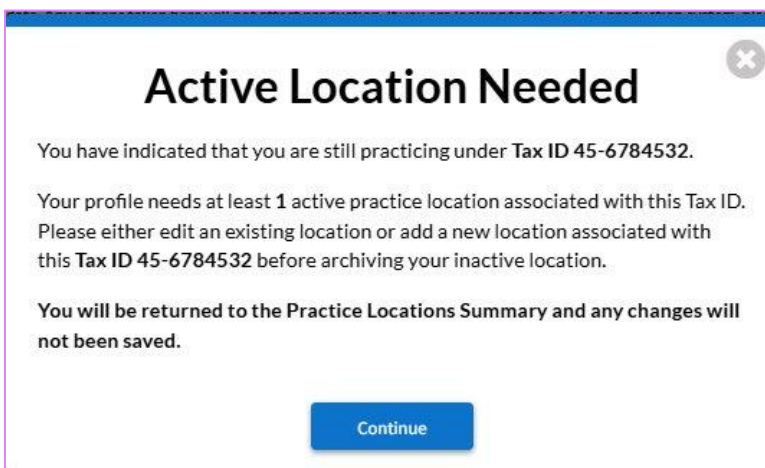 Active Location Needed
You have indicated that you are still practicing under Tax ID 45-6784532.
Your profile needs at least 1 active practice location associated with this Tax ID.
Please either edit an existing location or add a new location associated with
this Tax ID 45-6784532 before archiving your inactive location.
You will be returned to the Practice Locations Summary and any changes will
not been saved.
Continue